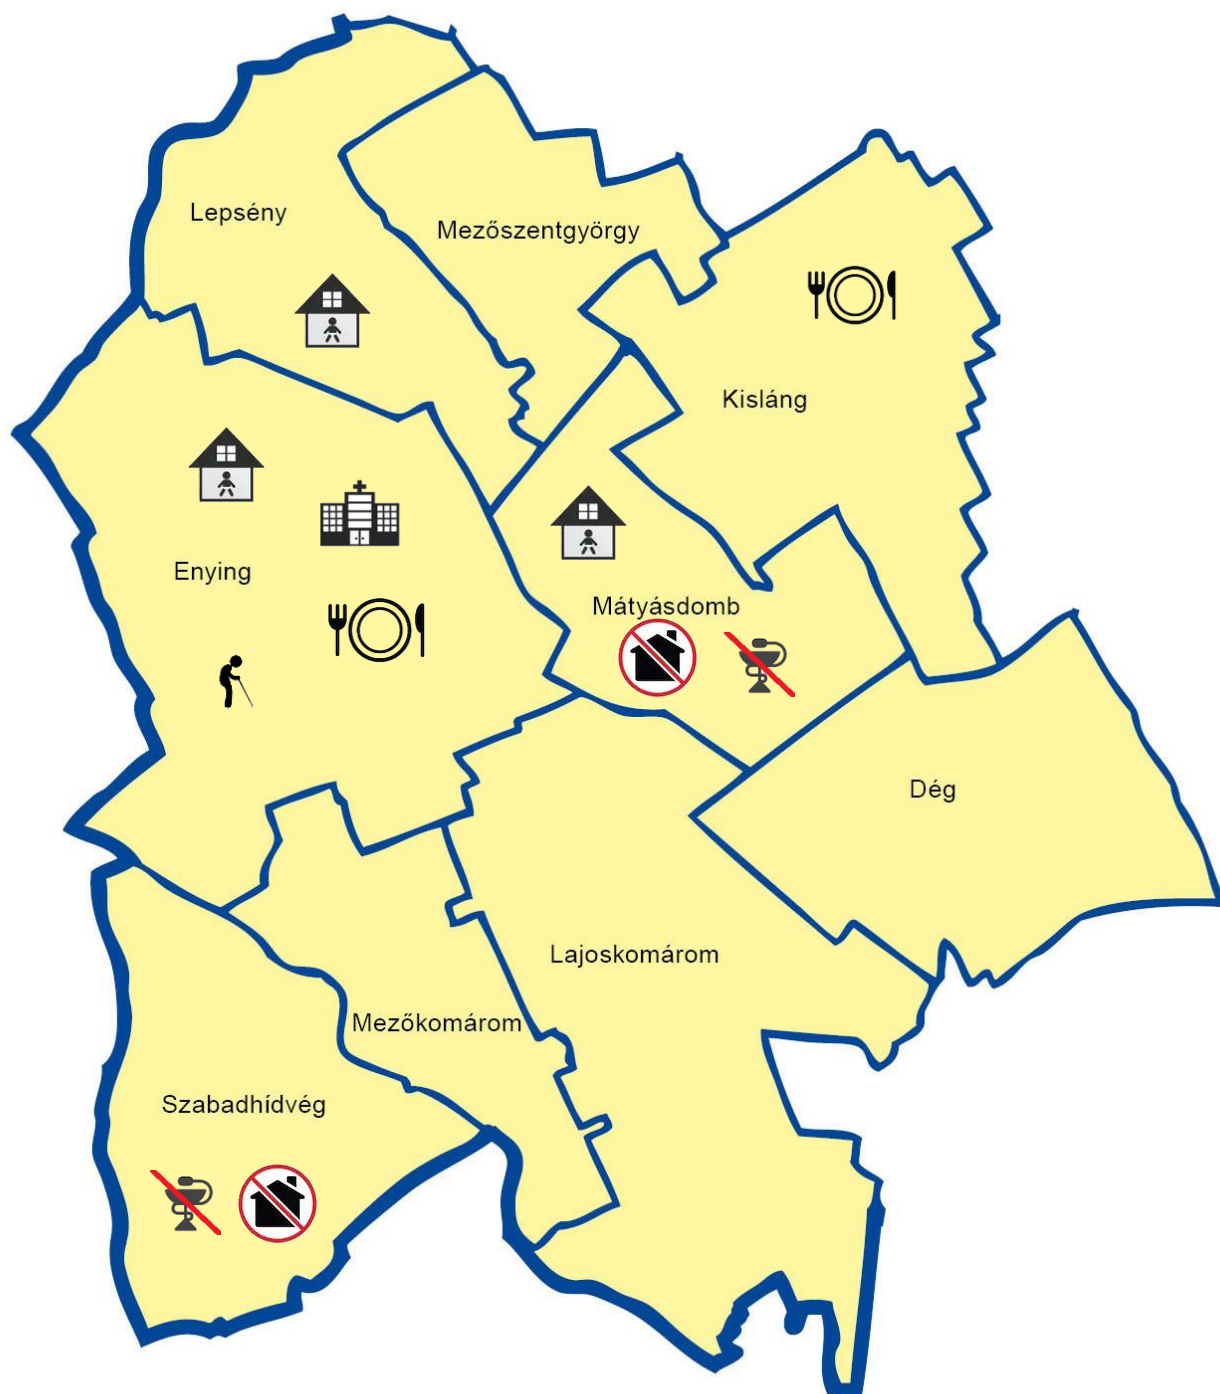 Lepsény
Mezőszentgyörgy
Kisláng
Enying
Mátyásdomb
Dég
Lajoskomárom
Mezőkomárom
Szabadhídvég